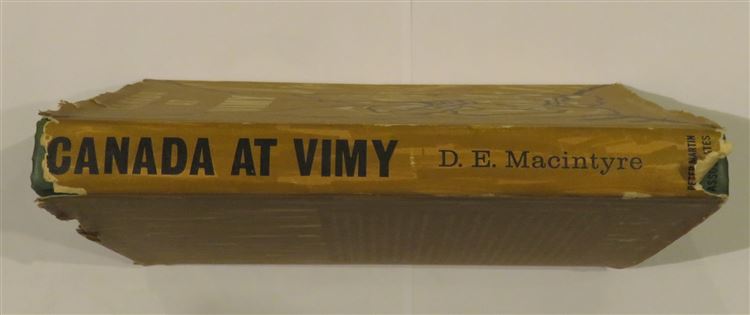 CANADA AT VIMY
D. E. Macintyre
PETER MARTIN
ASSOCIATES